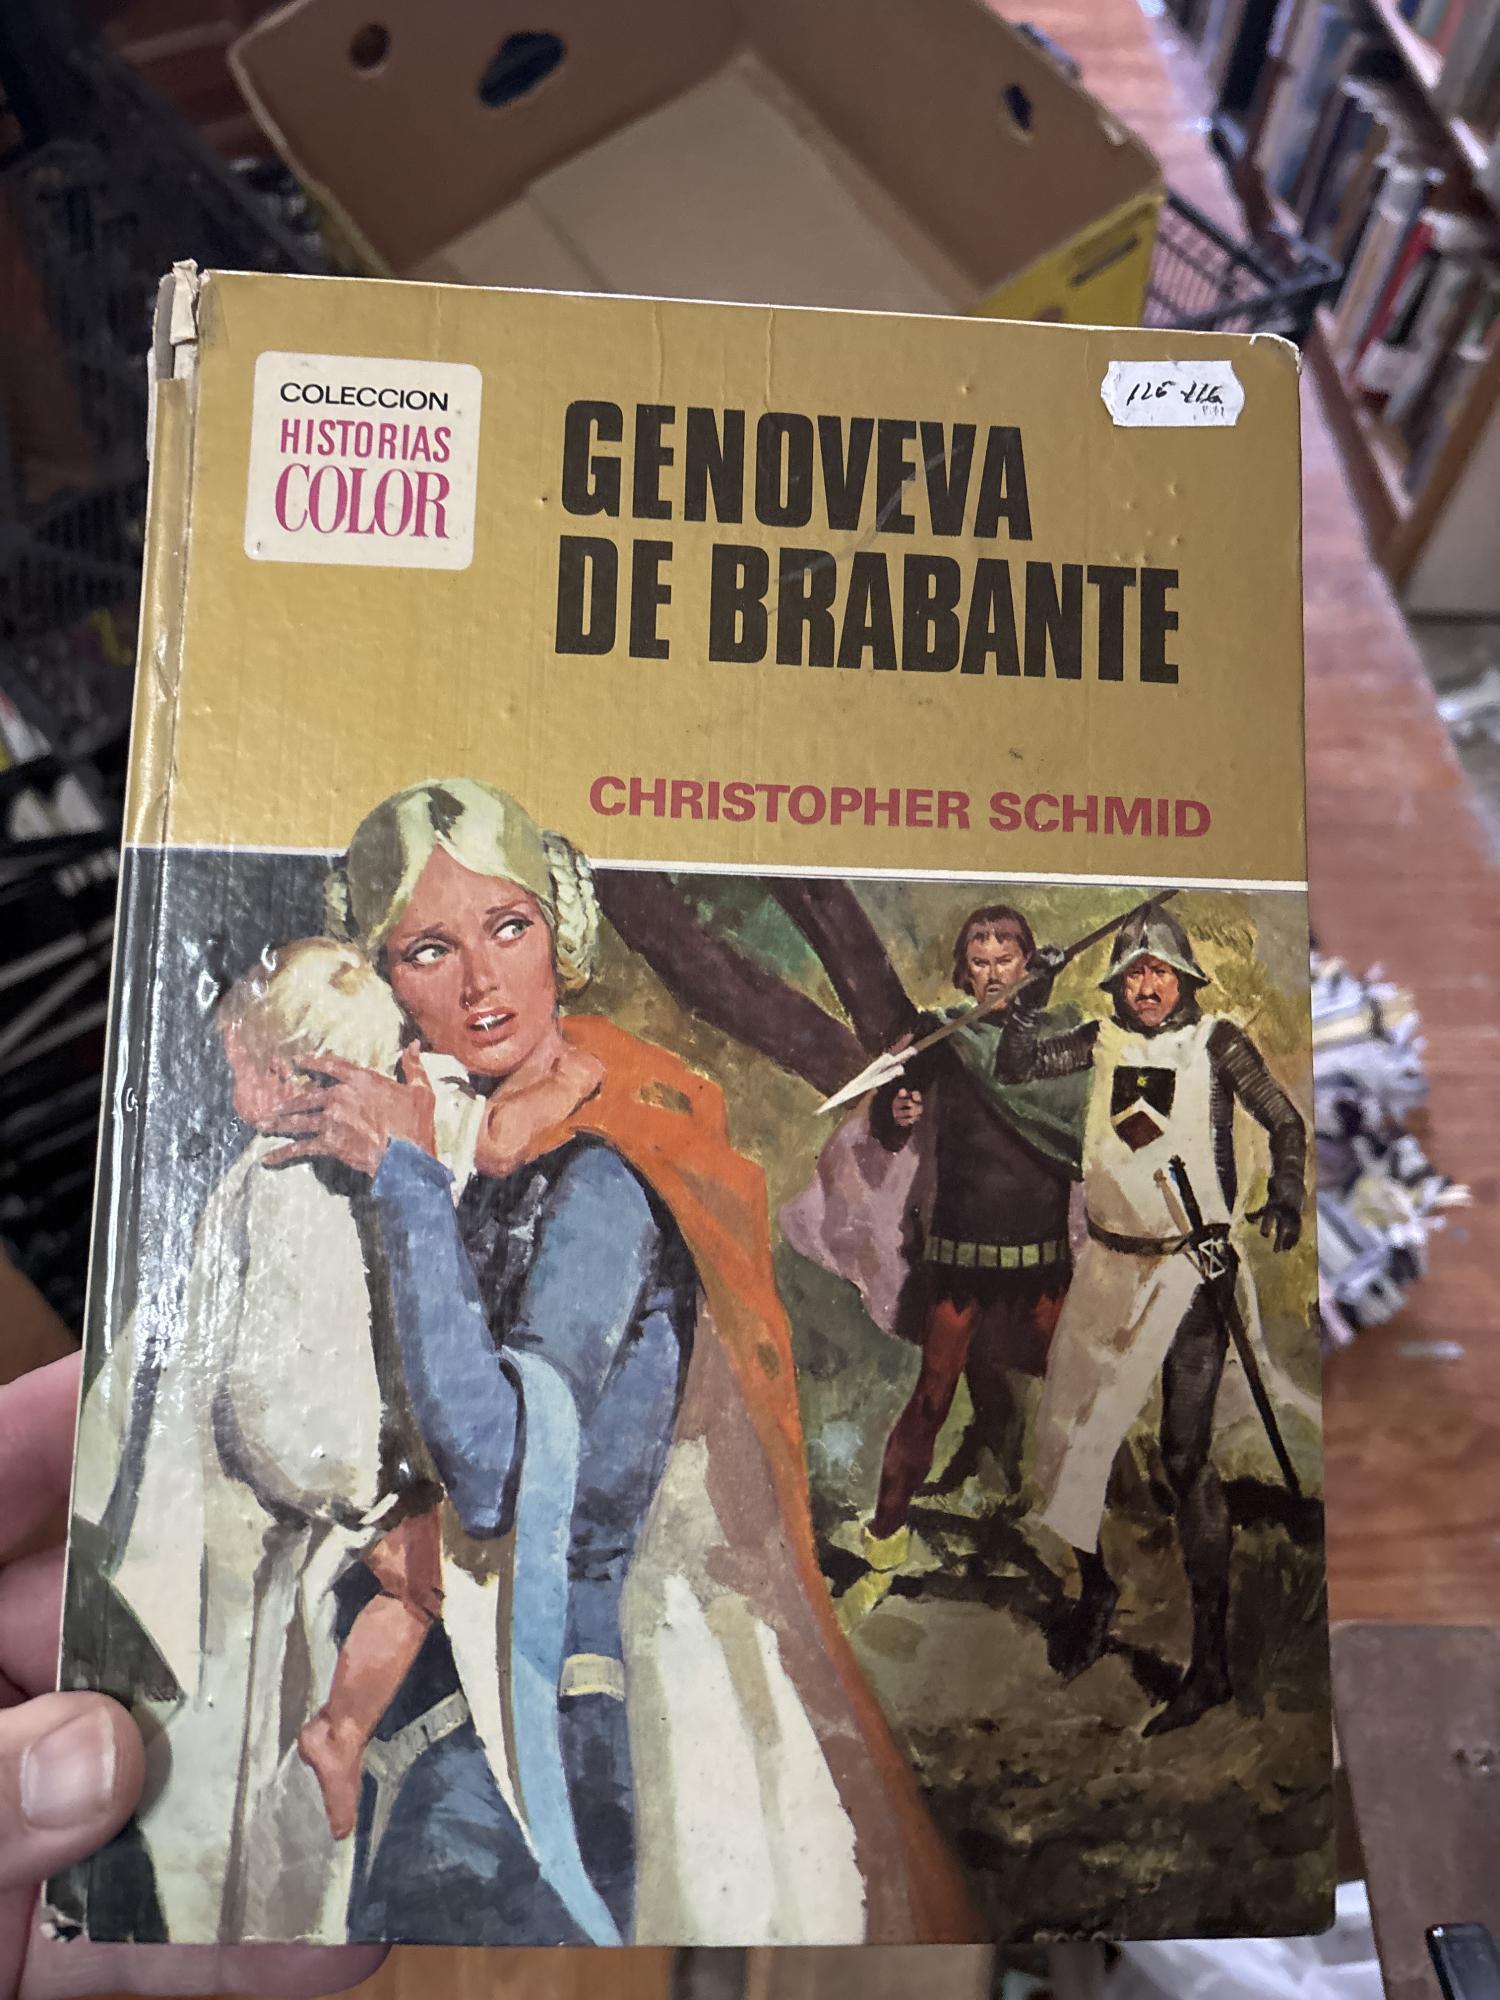 COLECCION
HISTORIAS
COLOR
GENOVEVA
DE BRABANTE
CHRISTOPHER SCHMID